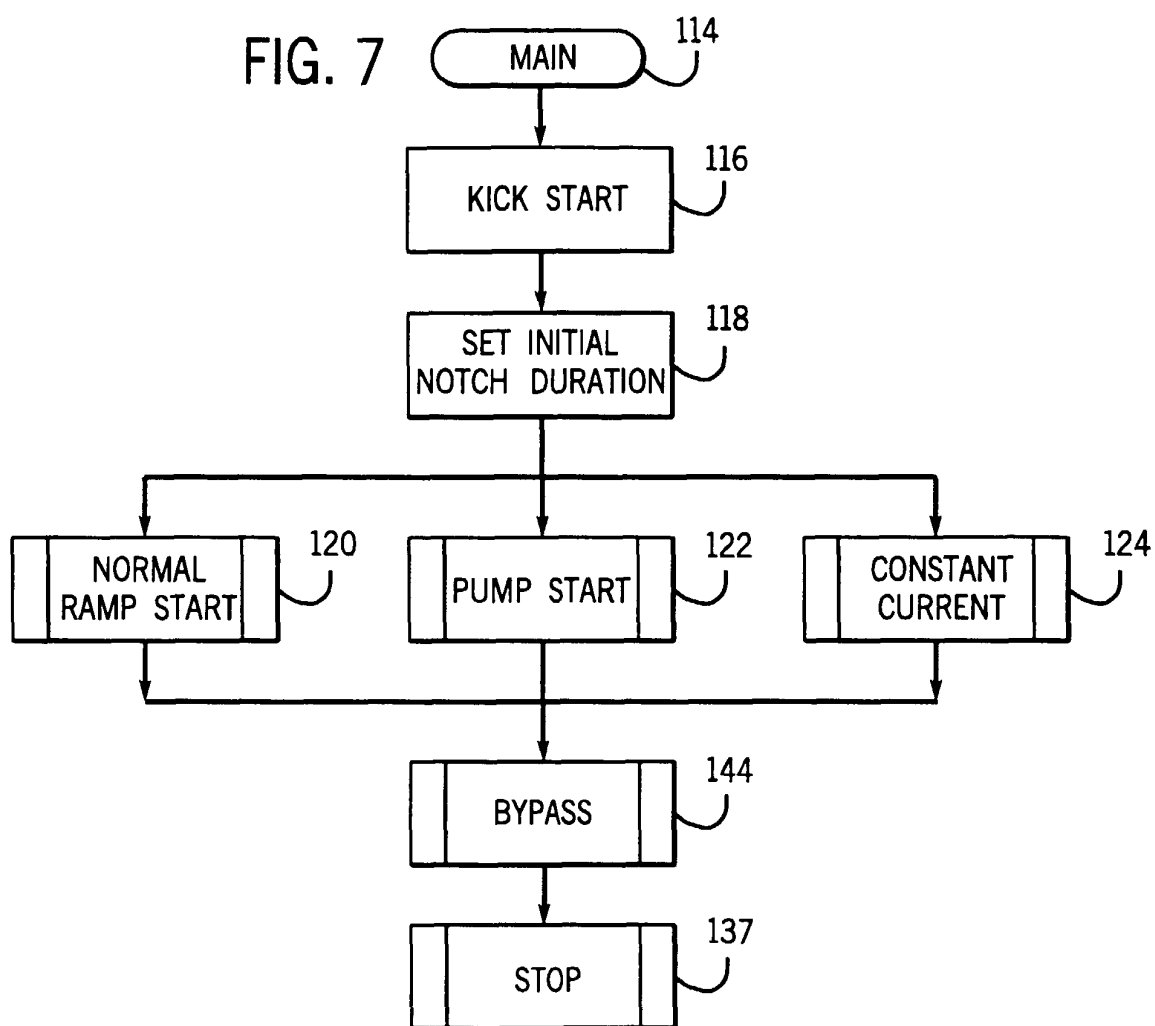 FIG. 7
MAIN
114
KICK START
116
SET INITIAL
NOTCH DURATION
118
NORMAL
RAMP START
120
PUMP START
122
CONSTANT
CURRENT
124
BYPASS
144
STOP
137